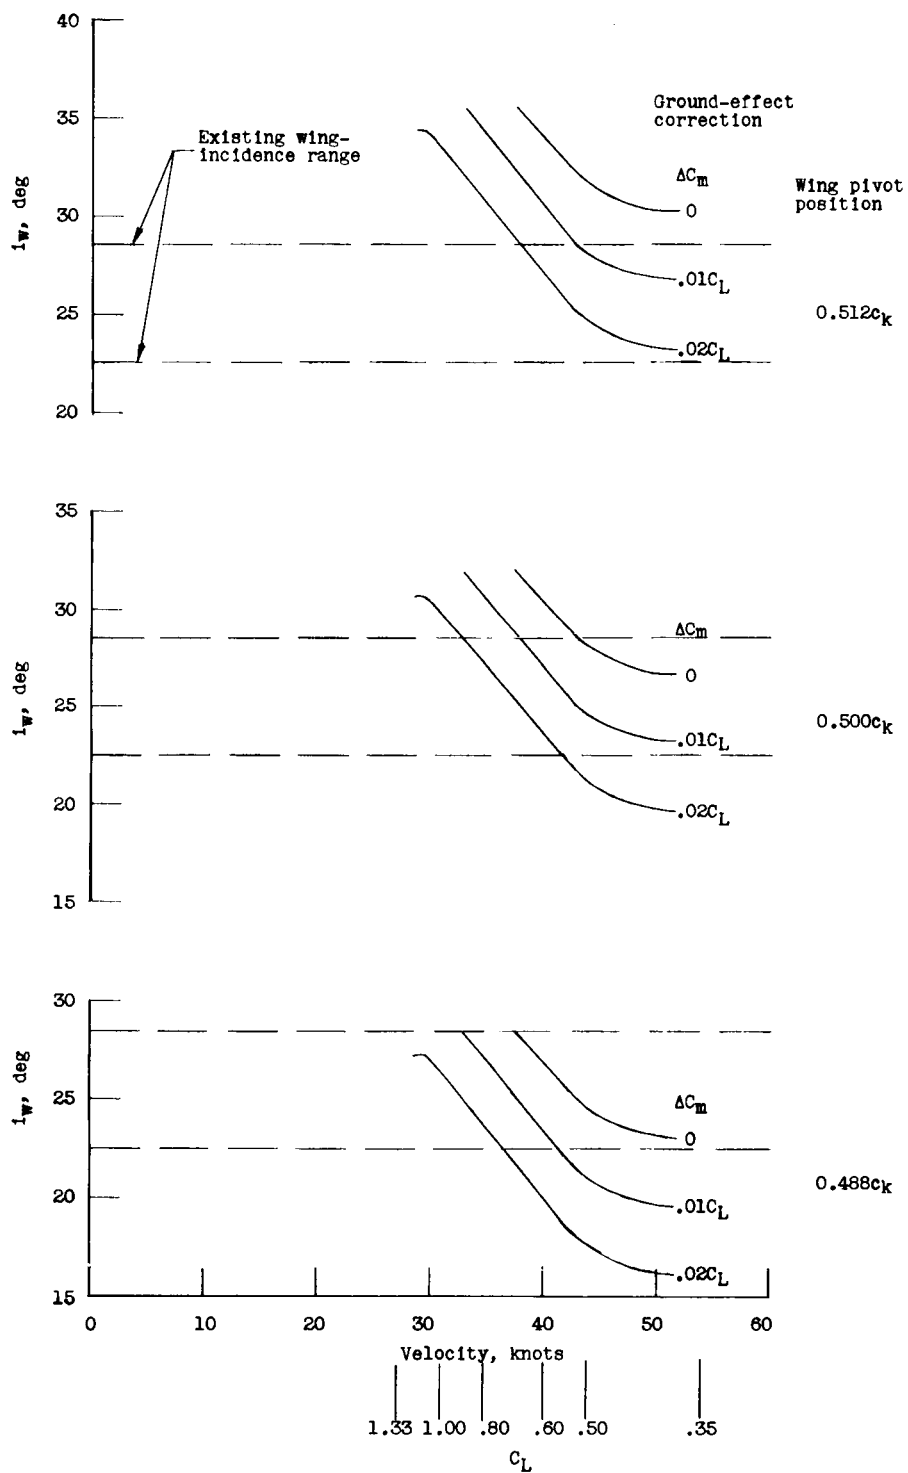 40
35
30
25
20
i_w, deg
Existing wing-
incidence range
Ground-effect
correction
ΔC_m
0
.01C_L
.02C_L
Wing pivot
position
0.512c_k
35
30
25
20
15
i_w, deg
ΔC_m
0
.01C_L
.02C_L
0.500c_k
30
25
20
15
i_w, deg
ΔC_m
0
.01C_L
.02C_L
0.488c_k
0 10 20 30 40 50 60
Velocity, knots
1.33 1.00 .80 .60 .50 .35
C_L